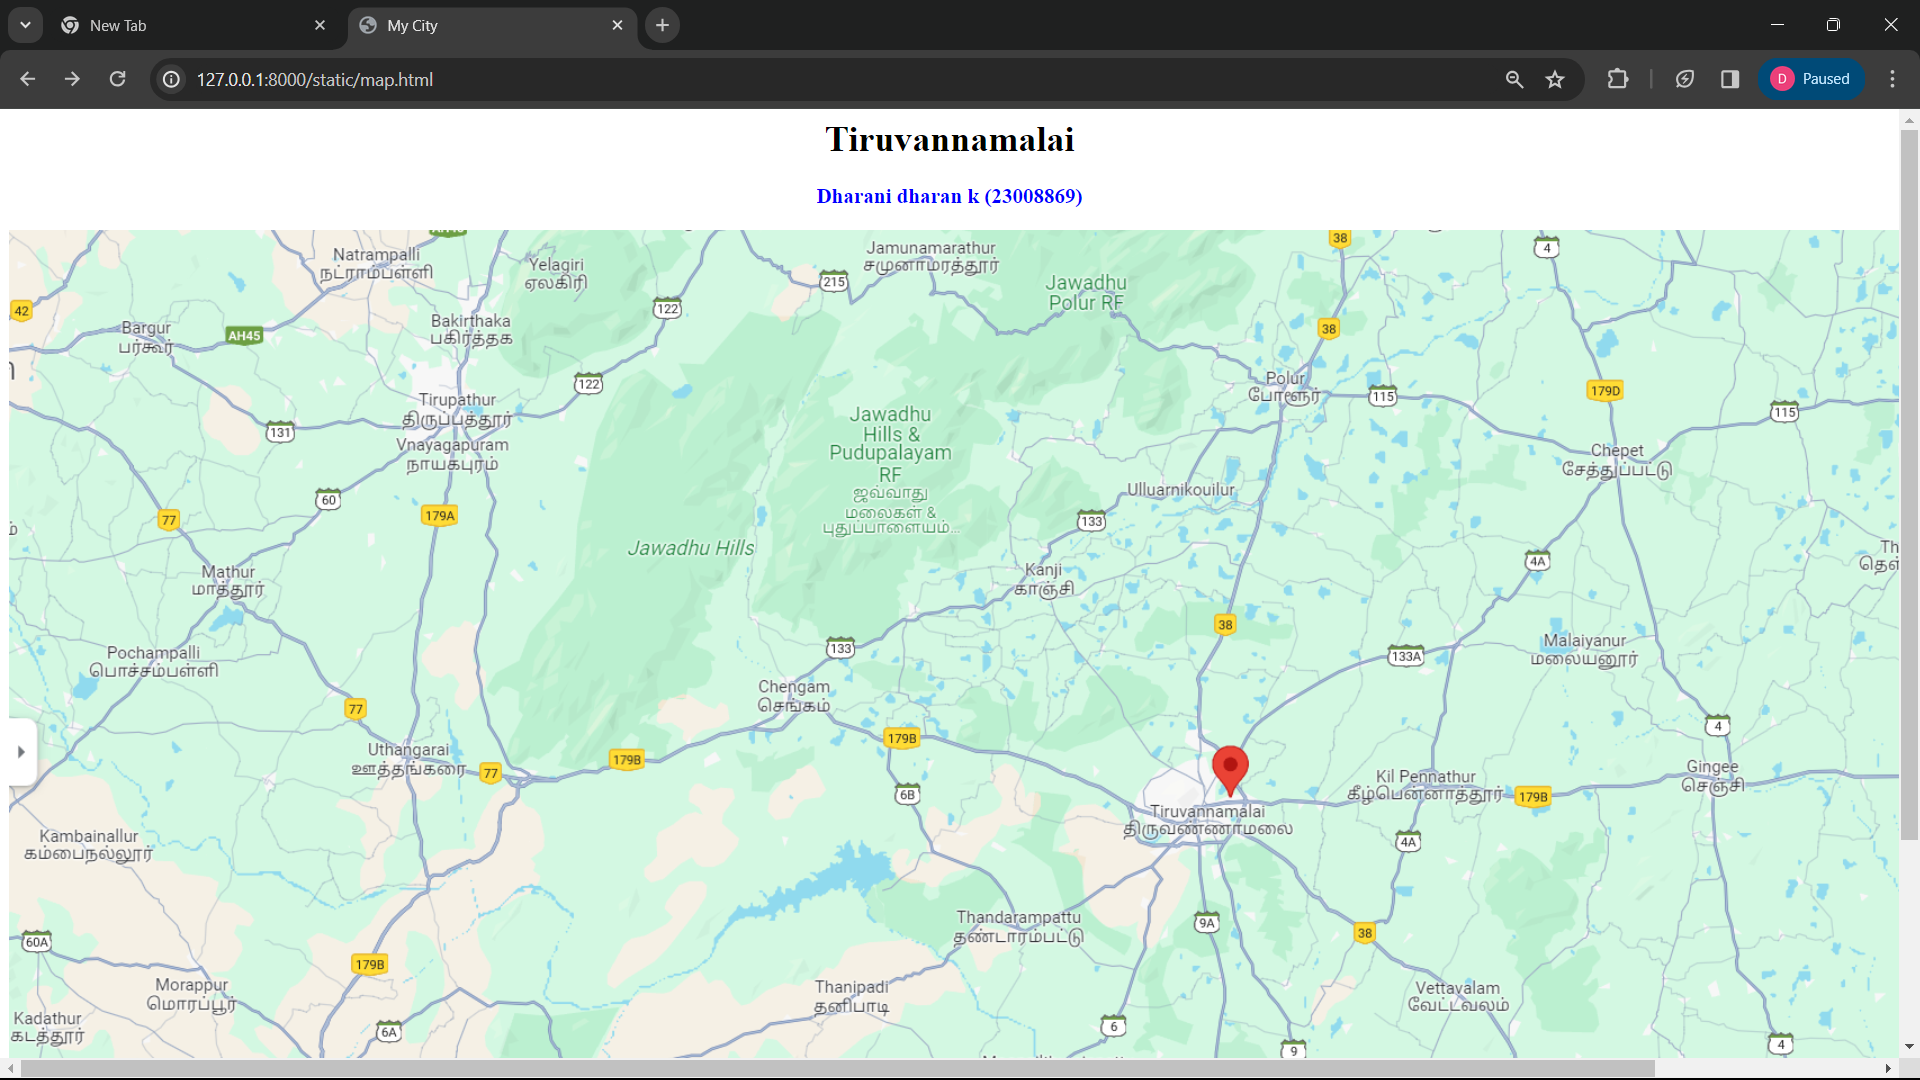 New Tab
My City
127.0.0.1:8000/static/map.html
D Paused
Tiruvannamalai
Dharani dharan k (23008869)
38
4
Natrampalli
நட்ராம்பள்ளி
Yelagiri
ஏலகிரி
Jamunamarathur
சமுனாமரத்தூர்
215
Jawadhu
Polur RF
42
122
Bargur
பர்கூர்
AH45
Bakirthaka
பகிர்த்தக
38
122
Polur
போளூர்
115
179D
115
Tirupathur
திருப்பத்தூர்
131
Vnayagapuram
நாயகபுரம்
Jawadhu
Hills &
Pudupalayam
RF
ஜவ்வாது
மலைகள் &
புதுப்பாளையம்...
Chepet
சேத்துப்பட்டு
60
Ulluarnikouilur
77
179A
133
Jawadhu Hills
4A
Th
தெள்
Mathur
மாத்தூர்
Kanji
காஞ்சி
38
Pochampalli
பொச்சம்பள்ளி
133
133A
Malaiyanur
மலையனூர்
Chengam
செங்கம்
77
179B
4
Uthangarai
ஊத்தங்கரை
77
179B
6B
Kil Pennathur
கீழ்பென்னாத்தூர்
179B
Gingee
செஞ்சி
Tiruvannamalai
திருவண்ணாமலை
Kambainallur
கம்பைநல்லூர்
4A
Thandarampattu
தண்டாரம்பட்டு
9A
38
60A
179B
Morappur
மொரப்பூர்
Thanipadi
தனிபாடி
Vettavalam
வேட்டவலம்
Kadathur
கடத்தூர்
6A
6
9
4